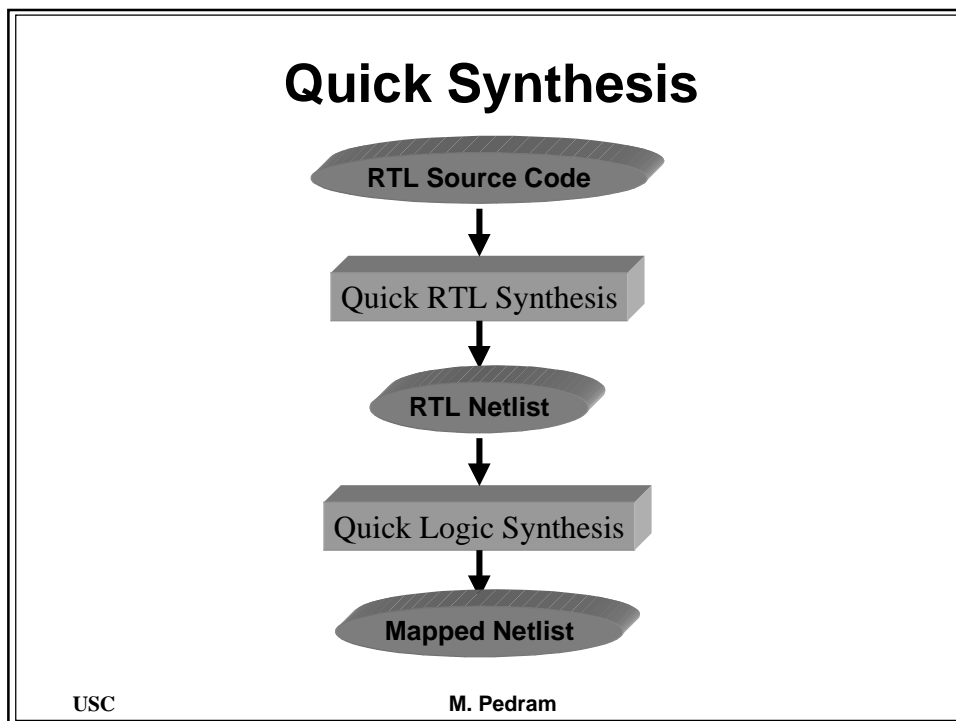 Quick Synthesis
RTL Source Code
Quick RTL Synthesis
RTL Netlist
Quick Logic Synthesis
Mapped Netlist
USC
M. Pedram